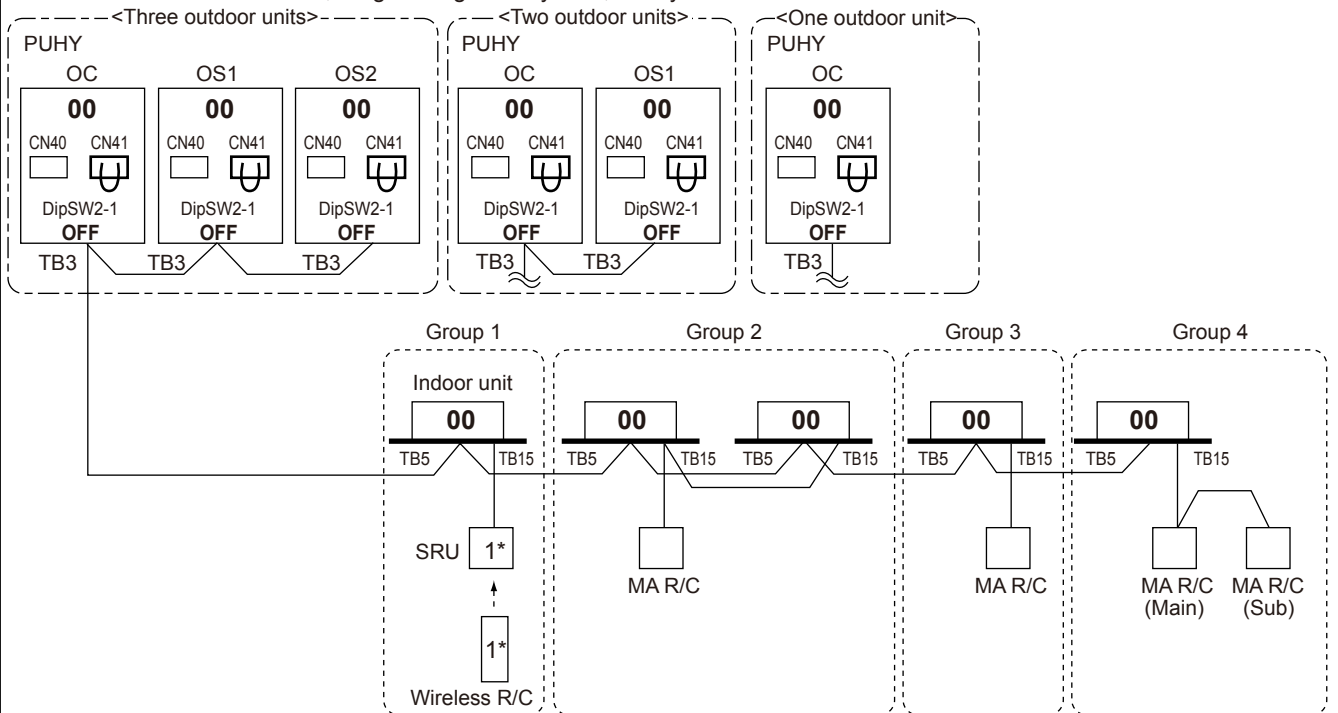 <Three outdoor units> <Two outdoor units> <One outdoor unit>
PUHY PUHY PUHY
OC OS1 OS2 OC OS1 OC
00 00 00 00 00 00
CN40 CN41 CN40 CN41 CN40 CN41 CN40 CN41 CN40 CN41 CN40 CN41
DipSW2-1 DipSW2-1 DipSW2-1 DipSW2-1 DipSW2-1 DipSW2-1
OFF OFF OFF OFF OFF OFF
TB3 TB3 TB3 TB3 TB3 TB3
Group 1 Group 2 Group 3 Group 4
Indoor unit
00 00 00 00 00
TB5 TB15 TB5 TB15 TB5 TB15 TB5 TB15 TB5 TB15
SRU 1*
MA R/C MA R/C MA R/C MA R/C
(Main) (Sub)
1*
Wireless R/C